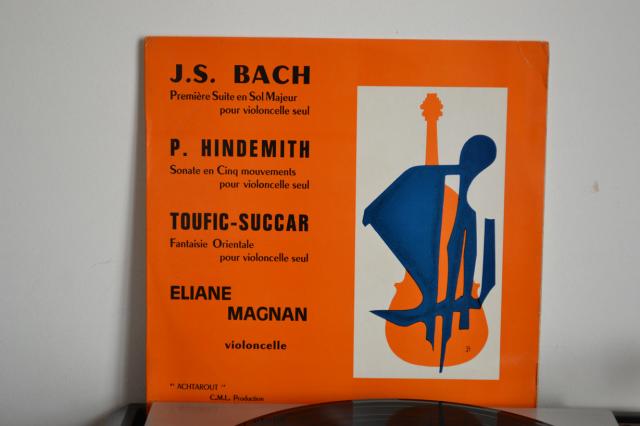 J.S. BACH
Première Suite en Sol Majeur
pour violoncelle seul
P. HINDEMITH
Sonate en Cinq mouvements
pour violoncelle seul
TOUFIC-SUCCAR
Fantaisie Orientale
pour violoncelle seul
ELIANE
MAGNAN
violoncelle
" ACHTAROUT "
C.M.L. Production